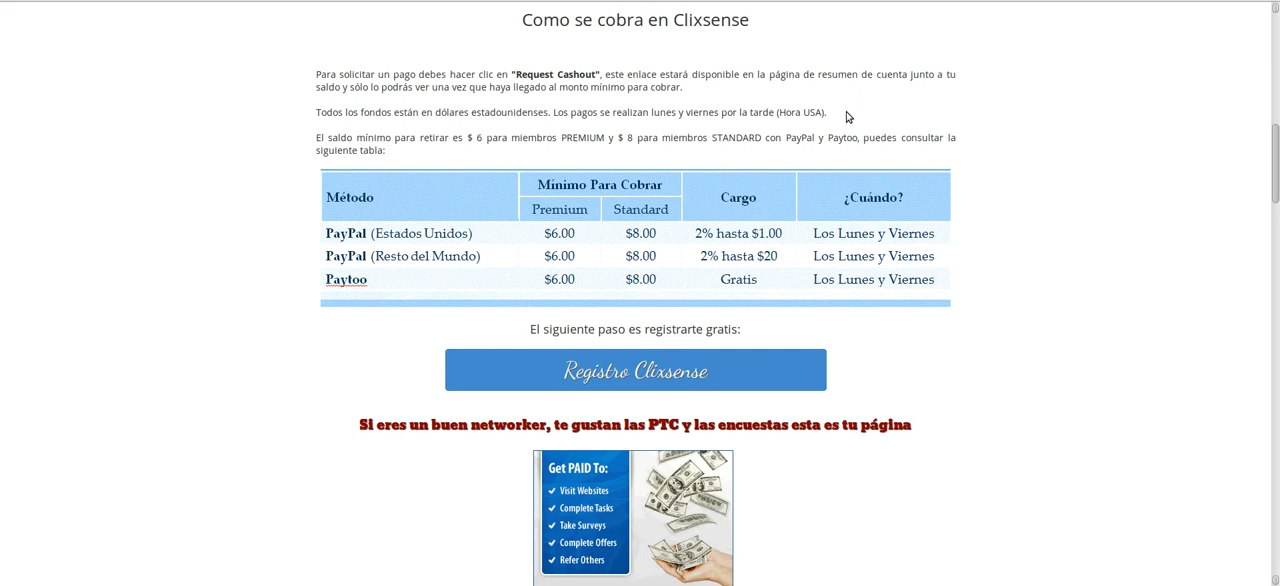 Como se cobra en Clixsense
Para solicitar un pago debes hacer clic en "Request Cashout", este enlace estará disponible en la página de resumen de cuenta junto a tu
saldo y sólo lo podrás ver una vez que haya llegado al monto mínimo para cobrar.
Todos los fondos están en dólares estadounidenses. Los pagos se realizan lunes y viernes por la tarde (Hora USA).
El saldo mínimo para retirar es $ 6 para miembros PREMIUM y $ 8 para miembros STANDARD con PayPal y Paytoo, puedes consultar la
siguiente tabla:
Método Mínimo Para Cobrar Cargo ¿Cuándo?
Premium Standard
PayPal (Estados Unidos) $6.00 $8.00 2% hasta $1.00 Los Lunes y Viernes
PayPal (Resto del Mundo) $6.00 $8.00 2% hasta $20 Los Lunes y Viernes
Paytoo $6.00 $8.00 Gratis Los Lunes y Viernes
El siguiente paso es registrarte gratis:
Registro Clixsense
Si eres un buen networker, te gustan las PTC y las encuestas esta es tu página
Get PAID To:
Visit Websites
Complete Tasks
Take Surveys
Complete Offers
Refer Others